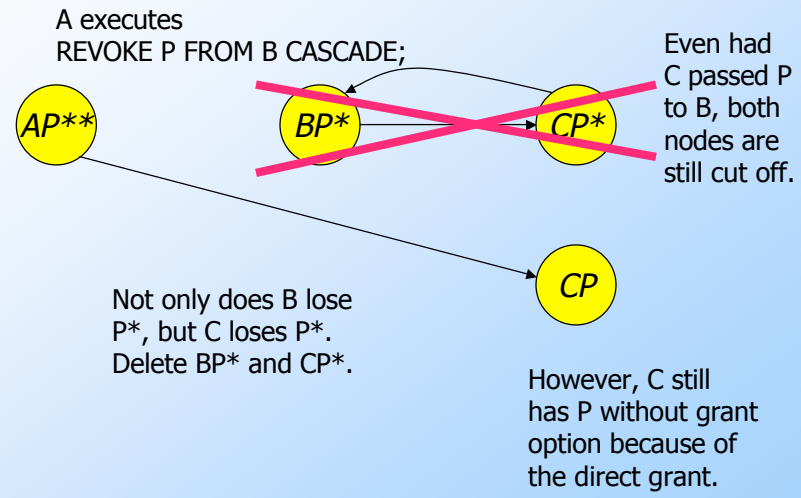 A executes
REVOKE P FROM B CASCADE;
Even had
C passed P
to B, both
nodes are
still cut off.
AP**
BP*
CP*
CP
Not only does B lose
P*, but C loses P*.
Delete BP* and CP*.
However, C still
has P without grant
option because of
the direct grant.